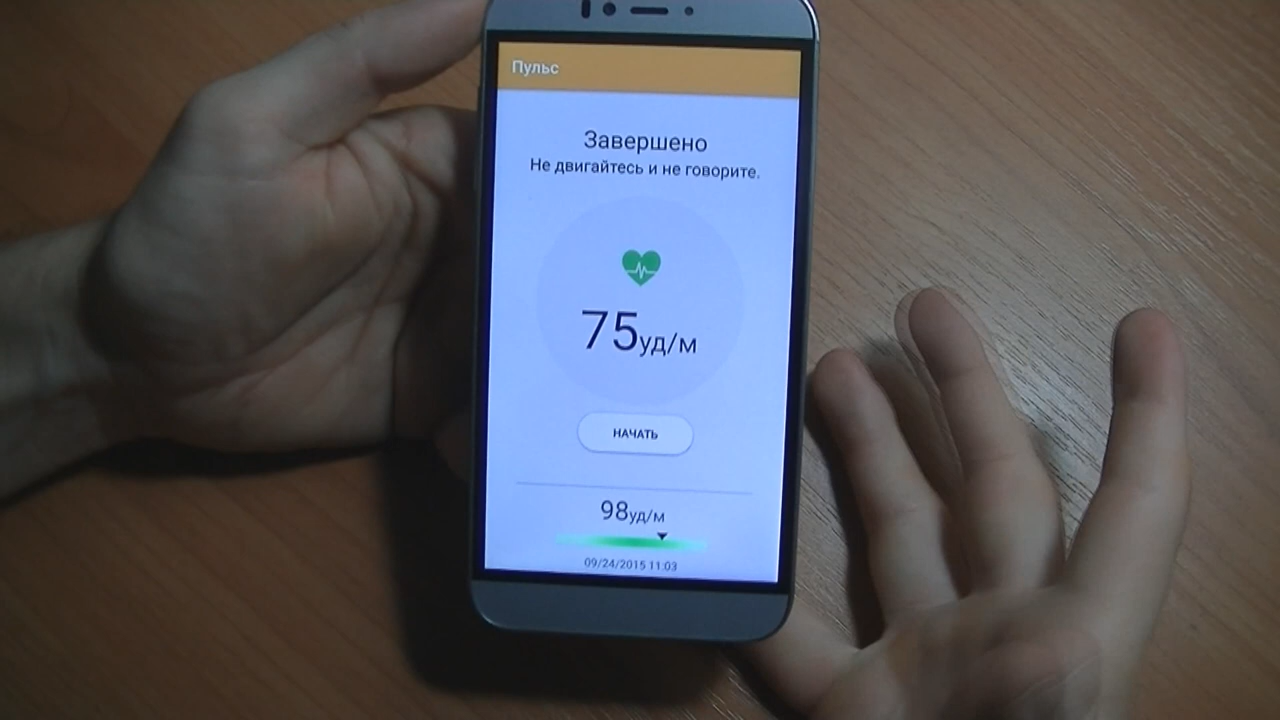 Пульс
Завершено
Не двигайтесь и не говорите.
75уд/м
НАЧАТЬ
98уд/м
09/24/2015 11:03